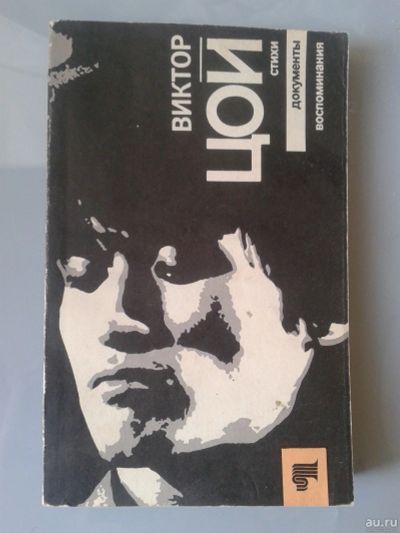 ВИКТОР
ЦОЙ
СТИХИ
ДОКУМЕНТЫ
ВОСПОМИНАНИЯ
au.ru